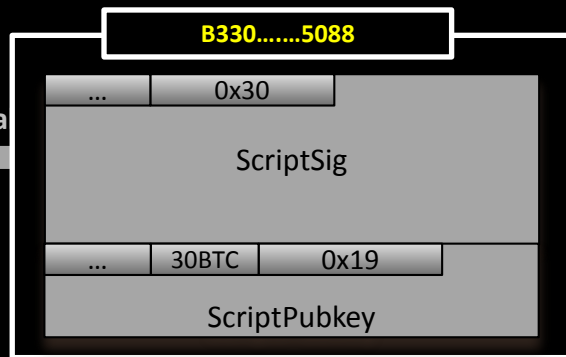 B330…....5088
... 0x30
a
ScriptSig
... 30BTC 0x19
ScriptPubkey